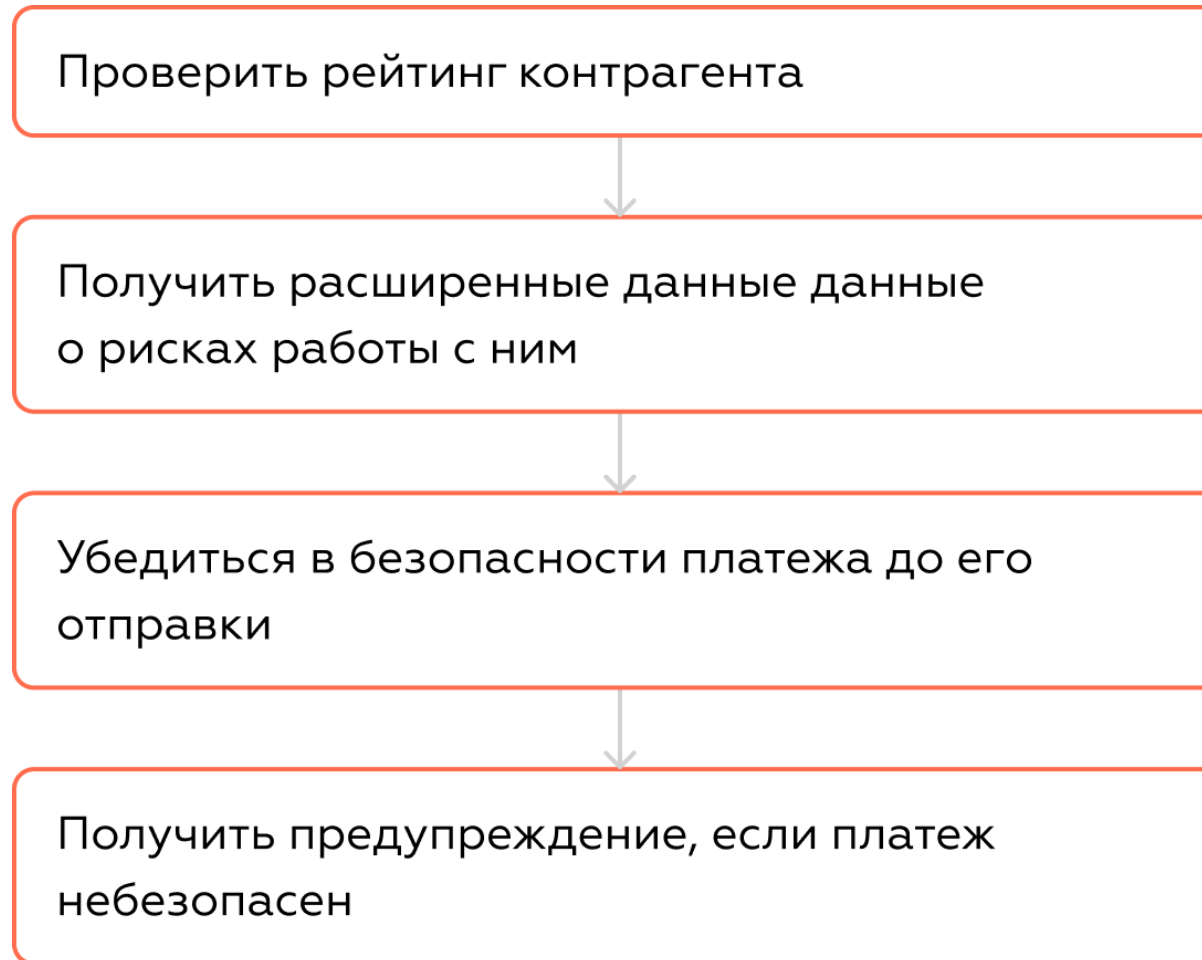 Проверить рейтинг контрагента
Получить расширенные данные данные
о рисках работы с ним
Убедиться в безопасности платежа до его
отправки
Получить предупреждение, если платеж
небезопасен